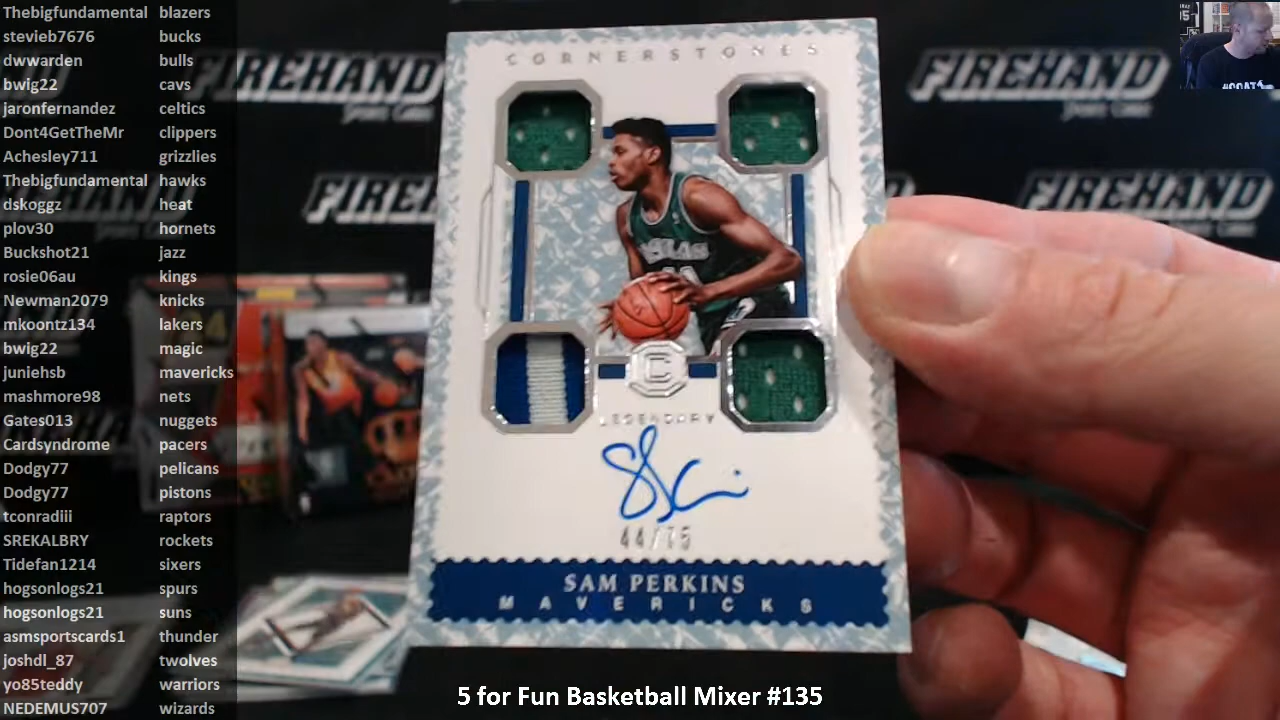 Thebigfundamental blazers
stevieb7676 bucks
dwwarden bulls
bwig22 cavs
jaronfernandez celtics
Dont4GetTheMr clippers
Achesley711 grizzlies
Thebigfundamental hawks
dskoggz heat
plov30 hornets
Buckshot21 jazz
rosie06au kings
Newman2079 knicks
mkoontz134 lakers
bwig22 magic
juniehsb mavericks
mashmore98 nets
Gates013 nuggets
Cardsyndrome pacers
Dodgy77 pelicans
Dodgy77 pistons
tconradiii raptors
SREKALBRY rockets
Tidefan1214 sixers
hogsonlogs21 spurs
hogsonlogs21 suns
asmsportscards1 thunder
joshdl_87 twolves
yo85teddy warriors
NEDEMUS707 wizards
FIREHAND
FIREHAND
SPORTS CARDS
FIREHAND
FIREHAND
CORNERSTONES
C
LEGENDARY
44/75
SAM PERKINS
MAVERICKS
5 for Fun Basketball Mixer #135